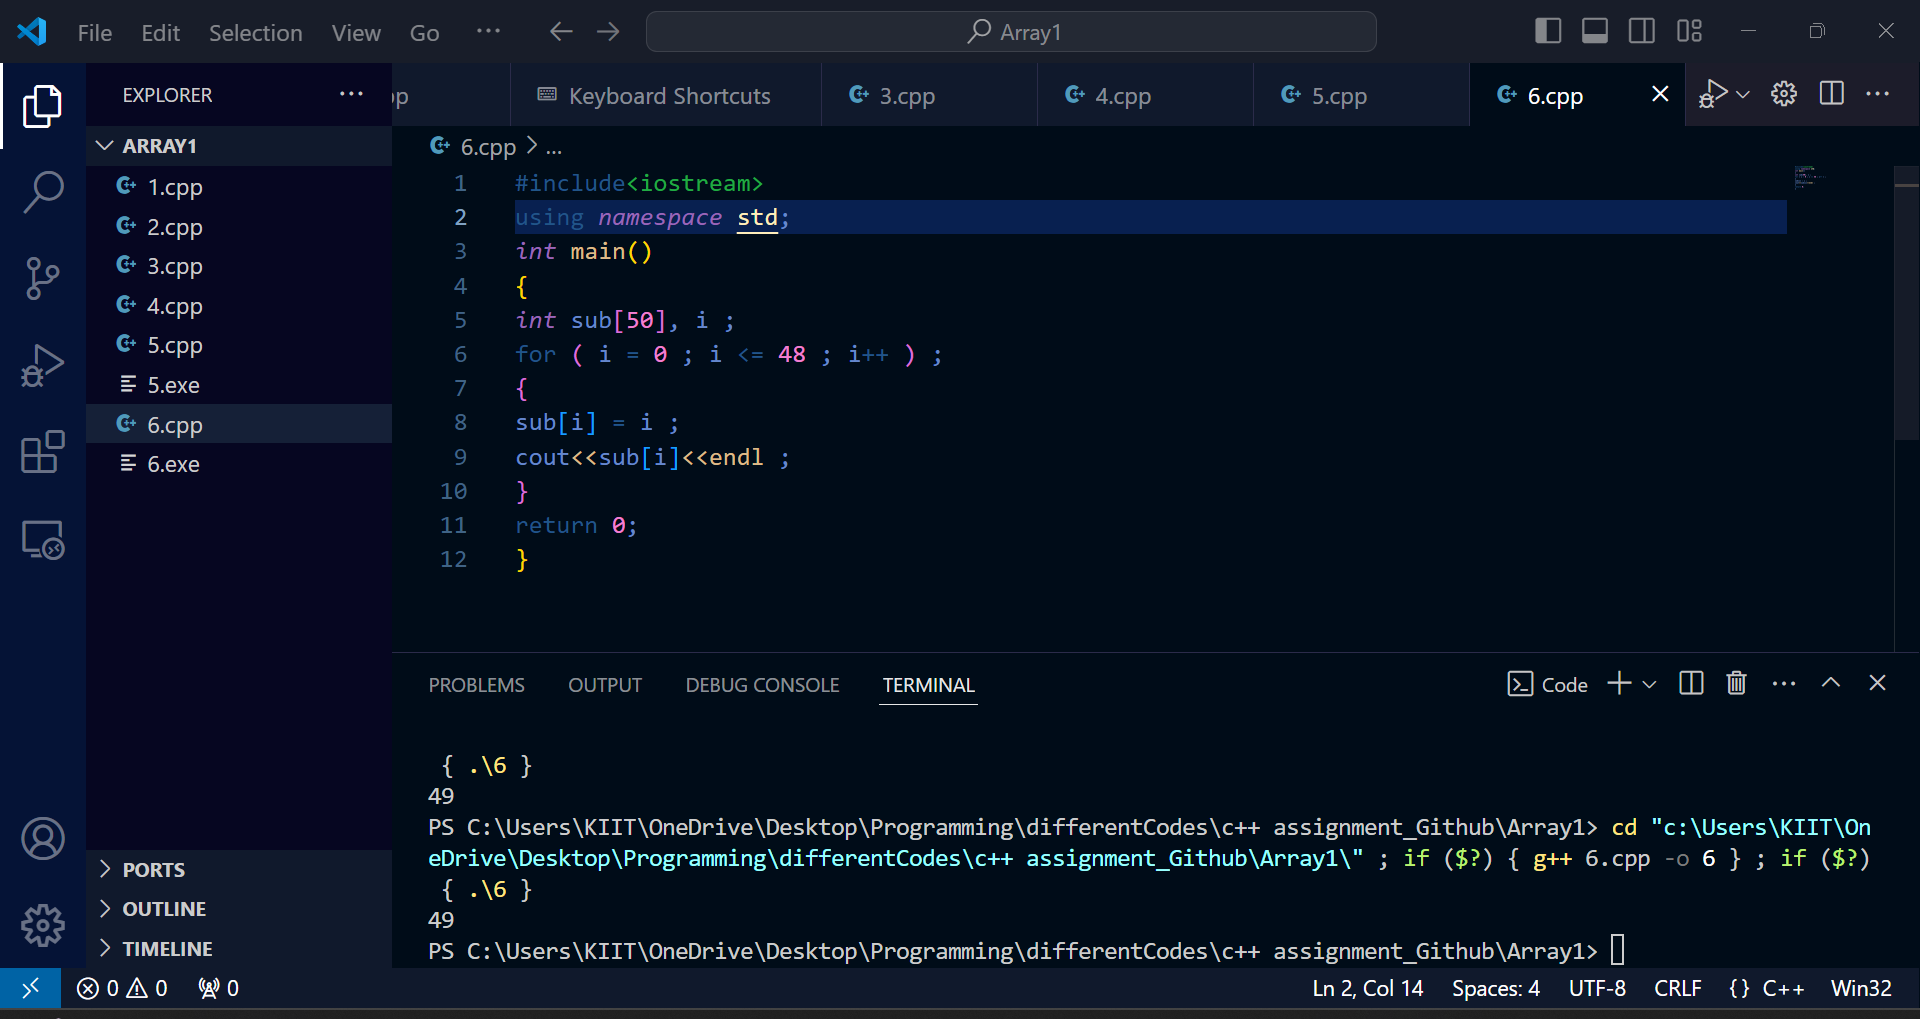 File Edit Selection View Go ··· Array1
EXPLORER ···
pp Keyboard Shortcuts 3.cpp 4.cpp 5.cpp 6.cpp ···
ARRAY1
1.cpp
2.cpp
3.cpp
4.cpp
5.cpp
5.exe
6.cpp
6.exe
PORTS
OUTLINE
TIMELINE
6.cpp > ...
1 #include<iostream>
2 using namespace std;
3 int main()
4 {
5 int sub[50], i ;
6 for ( i = 0 ; i <= 48 ; i++ ) ;
7 {
8 sub[i] = i ;
9 cout<<sub[i]<<endl ;
10 }
11 return 0;
12 }
PROBLEMS OUTPUT DEBUG CONSOLE TERMINAL Code ···
{ .\6 }
49
PS C:\Users\KIIT\OneDrive\Desktop\Programming\differentCodes\c++ assignment_Github\Array1> cd "c:\Users\KIIT\On
eDrive\Desktop\Programming\differentCodes\c++ assignment_Github\Array1\" ; if ($?) { g++ 6.cpp -o 6 } ; if ($?)
{ .\6 }
49
PS C:\Users\KIIT\OneDrive\Desktop\Programming\differentCodes\c++ assignment_Github\Array1>
0 0 0 Ln 2, Col 14 Spaces: 4 UTF-8 CRLF {} C++ Win32